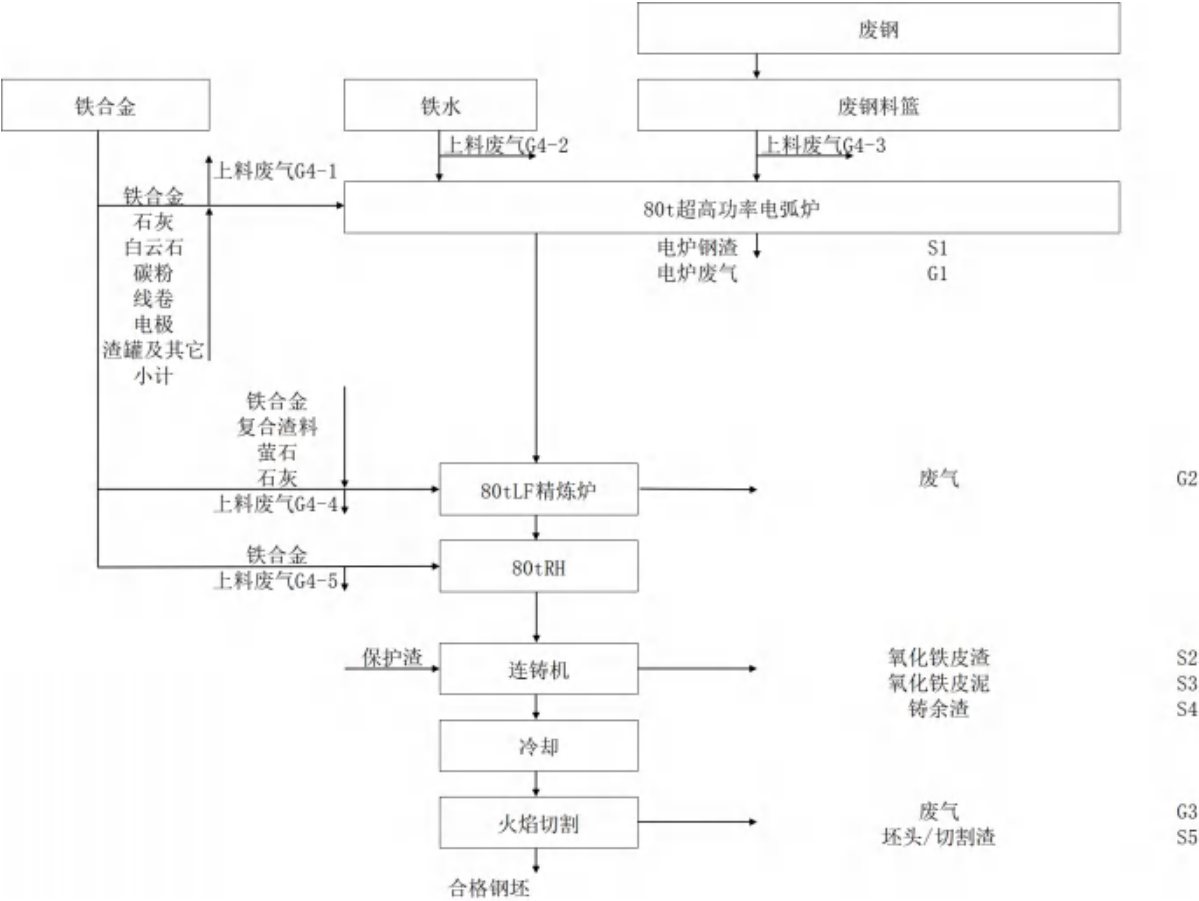 废钢
铁合金
铁水
废钢料篮
上料废气G4-2
上料废气G4-3
上料废气G4-1
铁合金
石灰
白云石
碳粉
线卷
电极
渣罐及其它
小计
80t超高功率电弧炉
电炉钢渣 S1
电炉废气 G1
铁合金
复合渣料
萤石
石灰
上料废气G4-4
80tLF精炼炉
废气 G2
铁合金
上料废气G4-5
80tRH
保护渣
连铸机
氧化铁皮渣 S2
氧化铁皮泥 S3
铸余渣 S4
冷却
火焰切割
废气 G3
坯头/切割渣 S5
合格钢坯